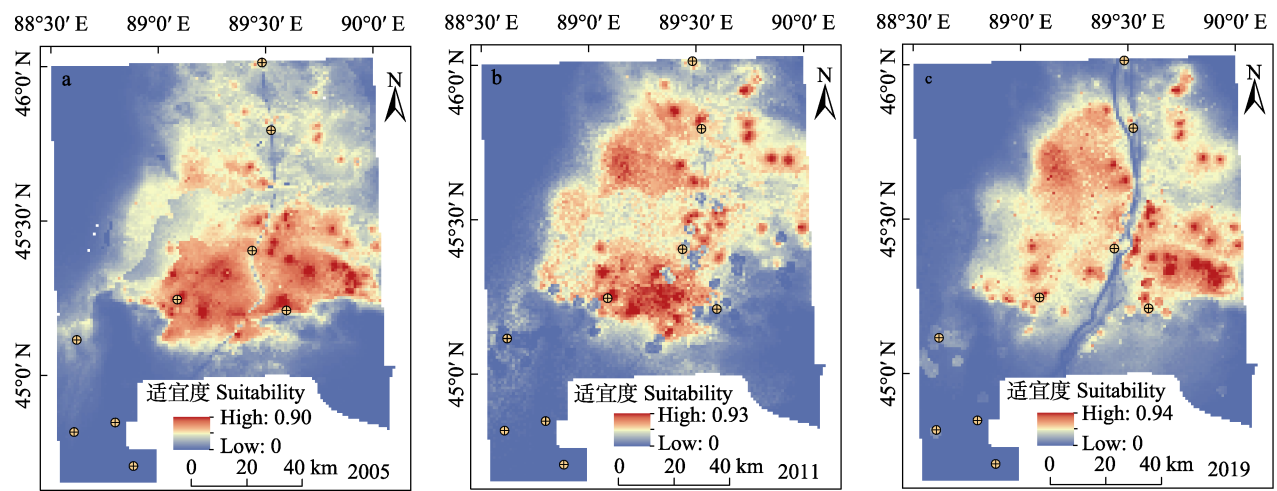 88°30′ E 89°0′ E 89°30′ E 90°0′ E
88°30′ E 89°0′ E 89°30′ E 90°0′ E
88°30′ E 89°0′ E 89°30′ E 90°0′ E
46°0′ N
45°30′ N
45°0′ N
a
N
适宜度 Suitability
High: 0.90
Low: 0
0 20 40 km
2005
46°0′ N
45°30′ N
45°0′ N
b
N
适宜度 Suitability
High: 0.93
Low: 0
0 20 40 km
2011
46°0′ N
45°30′ N
45°0′ N
c
N
适宜度 Suitability
High: 0.94
Low: 0
0 20 40 km
2019